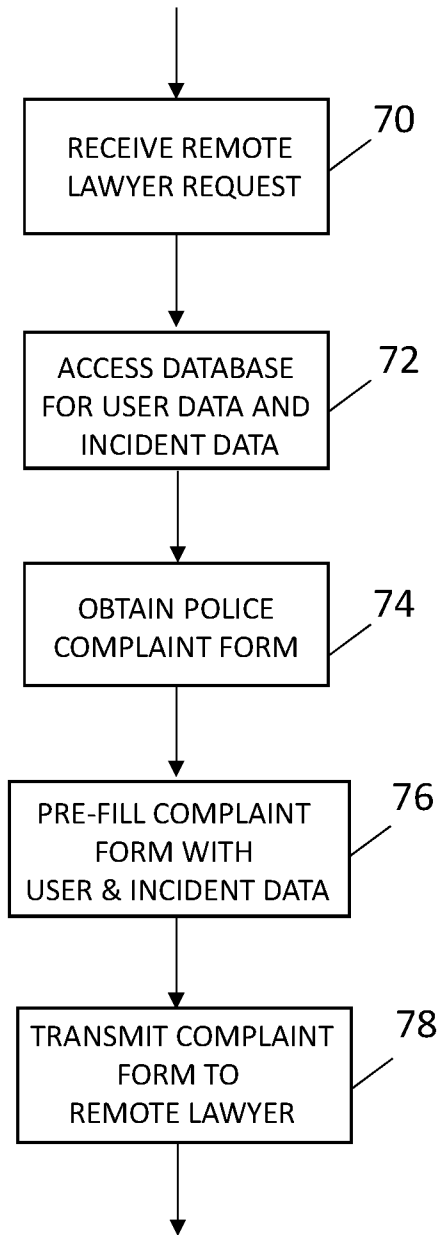 70
RECEIVE REMOTE
LAWYER REQUEST
72
ACCESS DATABASE
FOR USER DATA AND
INCIDENT DATA
74
OBTAIN POLICE
COMPLAINT FORM
76
PRE-FILL COMPLAINT
FORM WITH
USER & INCIDENT DATA
78
TRANSMIT COMPLAINT
FORM TO
REMOTE LAWYER